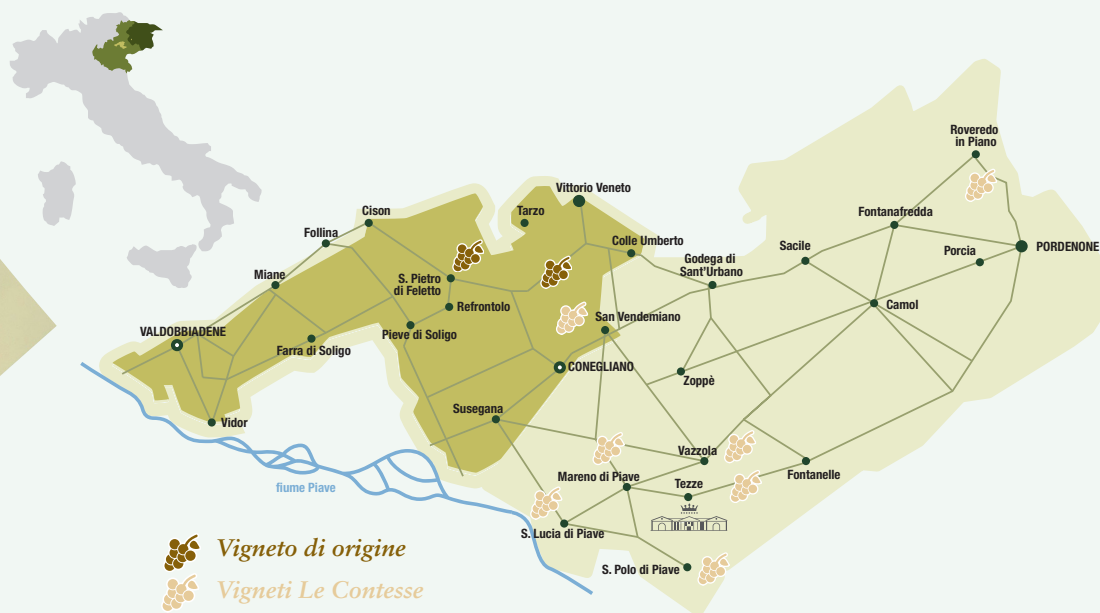 Roveredo
in Piano
Vittorio Veneto
Tarzo
Cison
Fontanafredda
Follina
Colle Umberto
Sacile
PORDENONE
Porcia
Godega di
Sant'Urbano
Miane
S. Pietro
di Feletto
Refrontolo
Camol
San Vendemiano
VALDOBBIADENE
Pieve di Soligo
Farra di Soligo
CONEGLIANO
Zoppè
Susegana
Vidor
Vazzola
Mareno di Piave
Tezze
Fontanelle
fiume Piave
S. Lucia di Piave
S. Polo di Piave
Vigneto di origine
Vigneti Le Contesse